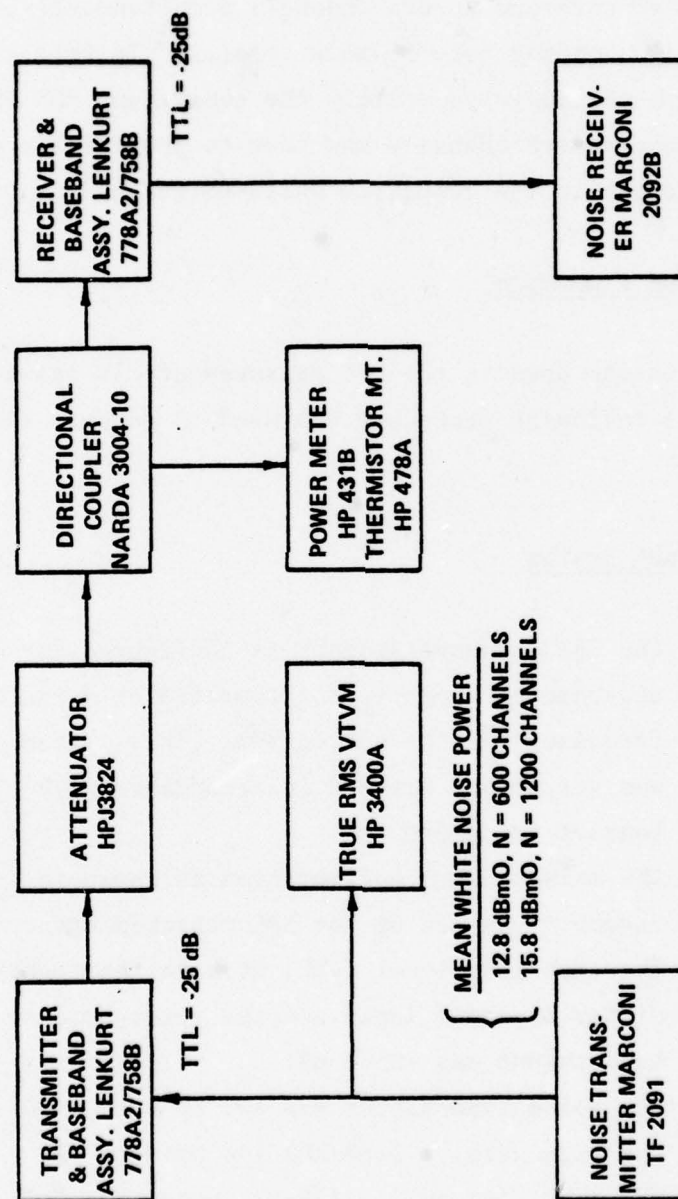 TRANSMITTER
& BASEBAND
ASSY. LENKURT
778A2/758B
ATTENUATOR
HPJ3824
DIRECTIONAL
COUPLER
NARDA 3004-10
RECEIVER &
BASEBAND
ASSY. LENKURT
778A2/758B
TTL = -25 dB
TT⌊ = -25dB
TRUE RMS VTVM
HP 3400A
POWER METER
HP 431B
THERMISTOR MT.
HP 478A
MEAN WHITE NOISE POWER
12.8 dBmO, N = 600 CHANNELS
15.8 dBmO, N = 1200 CHANNELS
NOISE TRANS-
MITTER MARCONI
TF 2091
NOISE RECEIV-
ER MARCONI
2092B